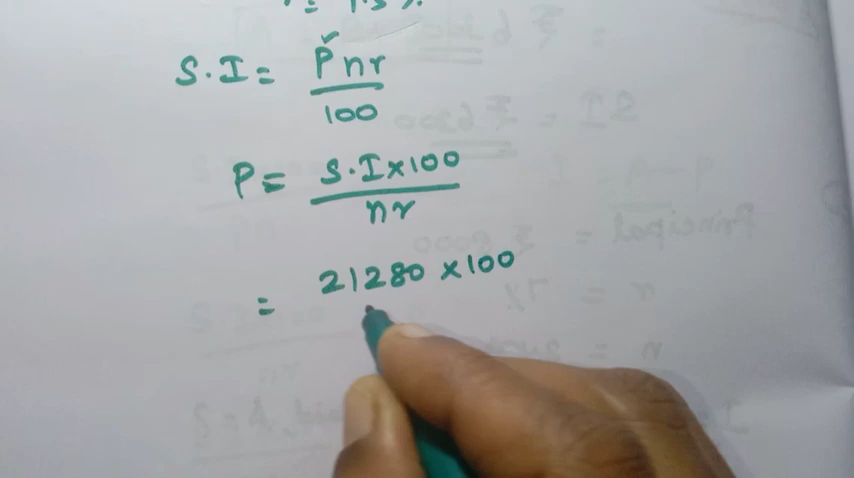 S.I = Pnr
100
P = S.I×100
nr
= 21280 ×100